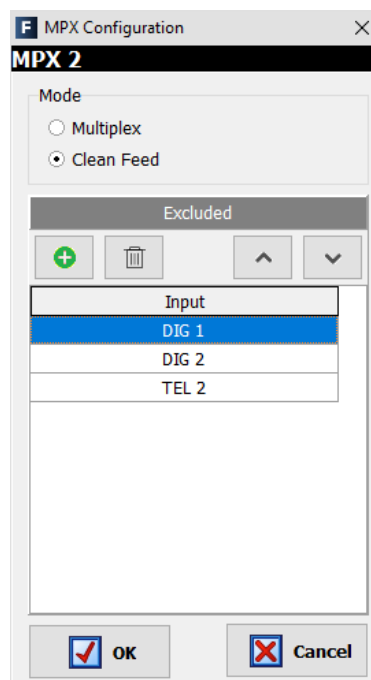 F MPX Configuration
MPX 2
Mode
Multiplex
Clean Feed
Excluded
Input
DIG 1
DIG 2
TEL 2
OK Cancel